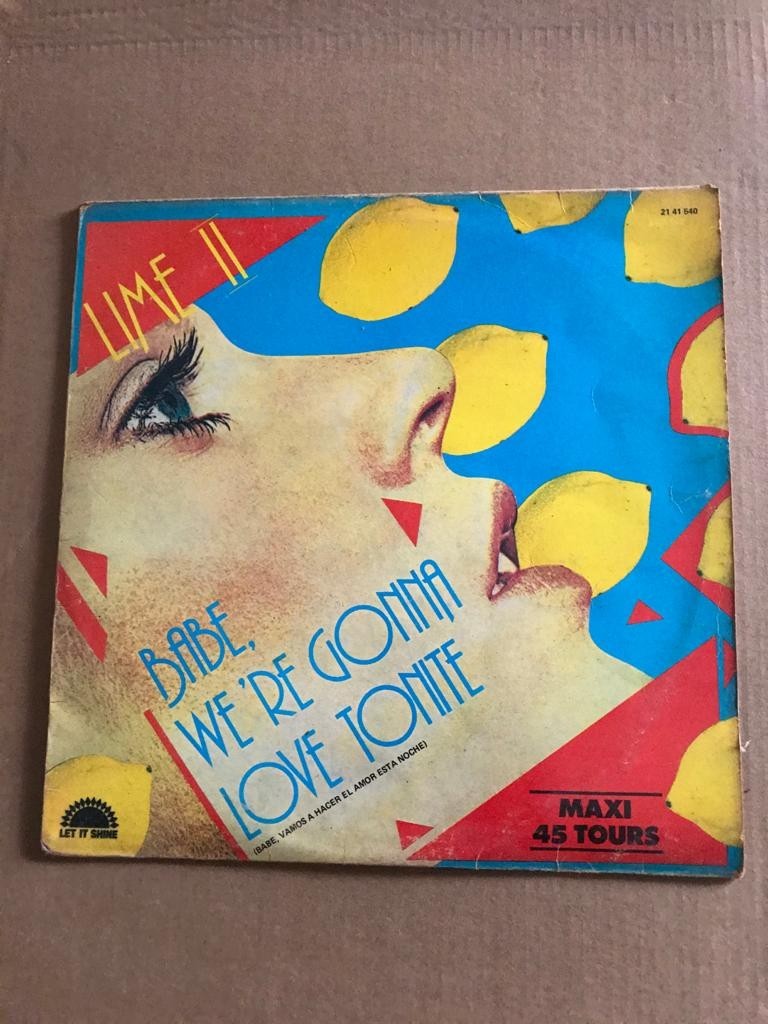 21 41 540
LIME II
BABE,
WE'RE GONNA
LOVE TONITE
(BABE, VAMOS A HACER EL AMOR ESTA NOCHE)
LET IT SHINE
MAXI
45 TOURS